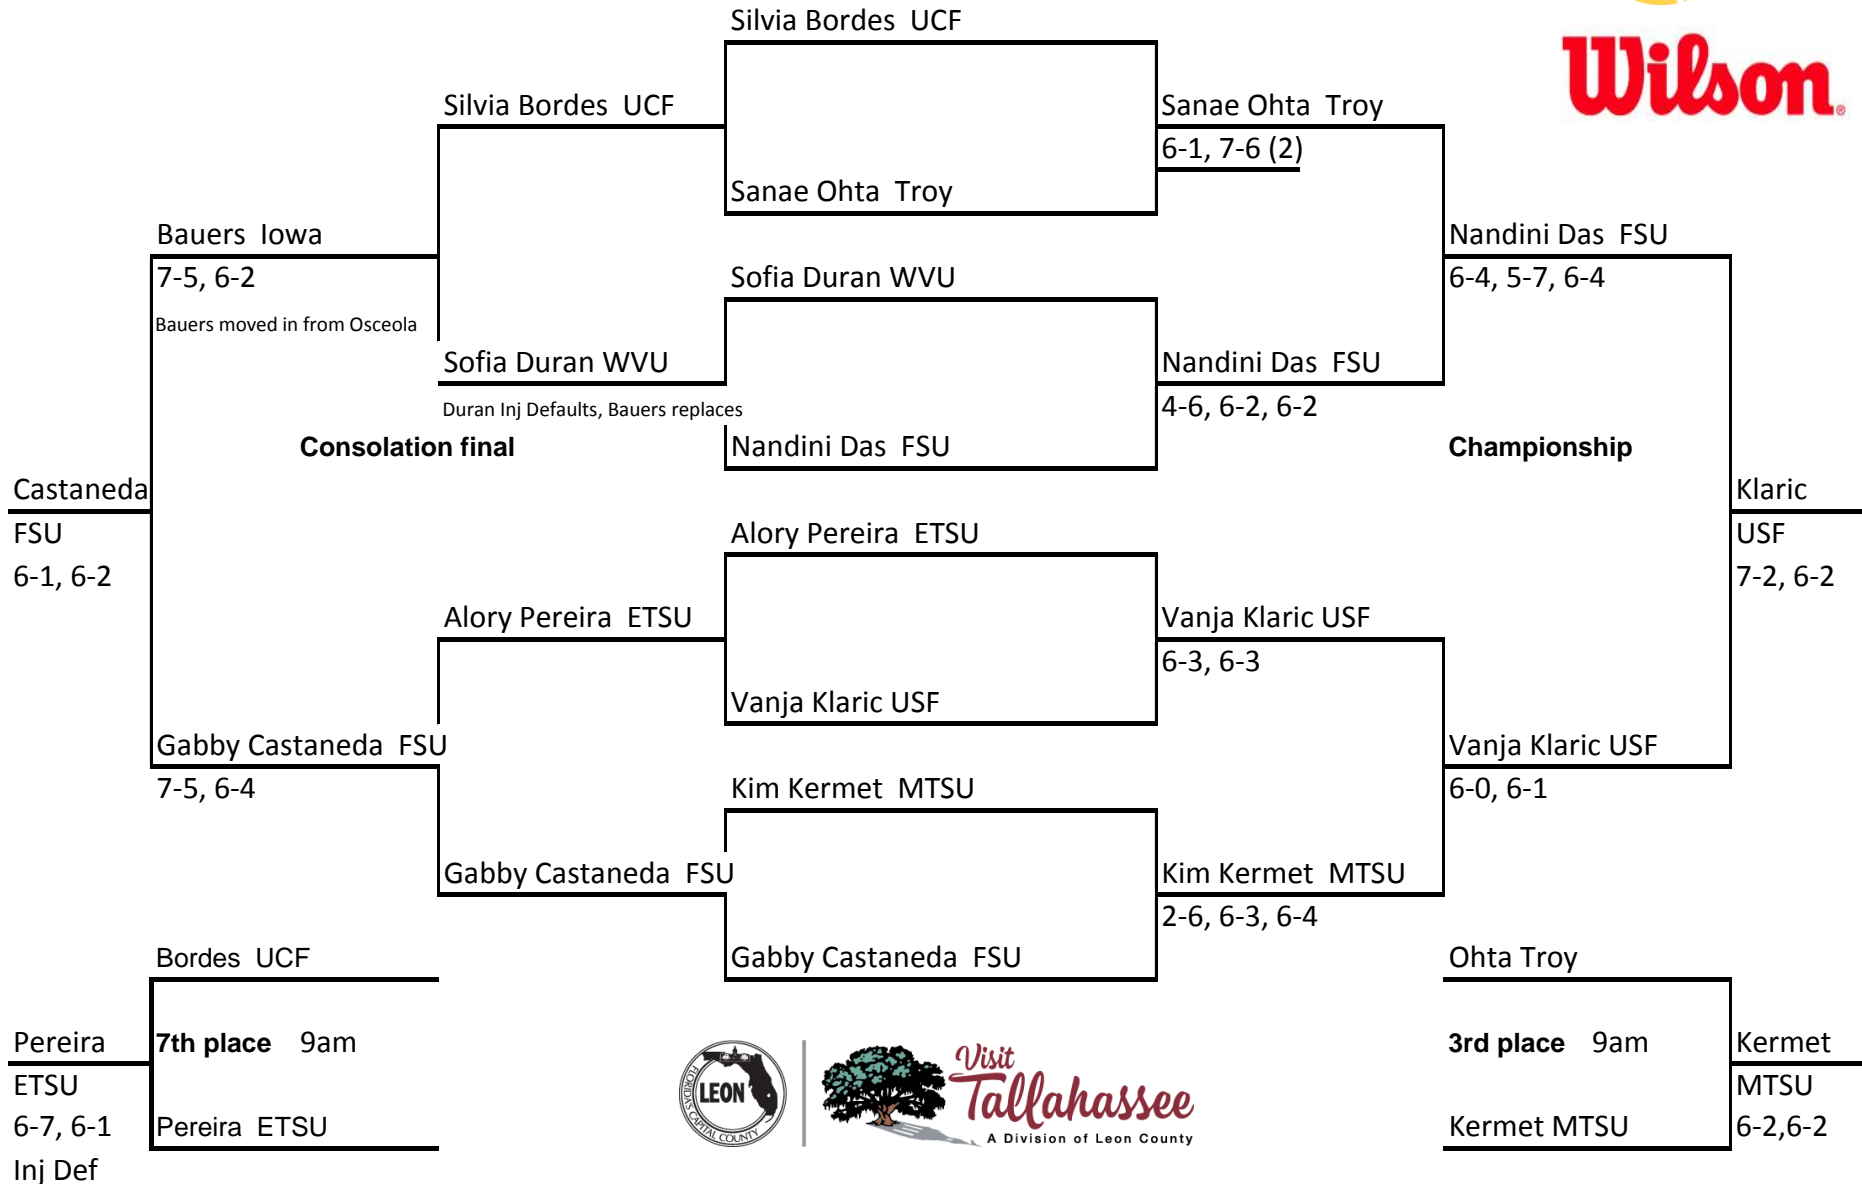 Silvia Bordes UCF
Wilson
Silvia Bordes UCF
Sanae Ohta Troy
6-1, 7-6 (2)
Sanae Ohta Troy
Bauers Iowa
Nandini Das FSU
7-5, 6-2
Sofia Duran WVU
6-4, 5-7, 6-4
Bauers moved in from Osceola
Sofia Duran WVU
Nandini Das FSU
Duran Inj Defaults, Bauers replaces
4-6, 6-2, 6-2
Consolation final
Nandini Das FSU
Championship
Castaneda
Klaric
FSU
Alory Pereira ETSU
USF
6-1, 6-2
7-2, 6-2
Alory Pereira ETSU
Vanja Klaric USF
6-3, 6-3
Vanja Klaric USF
Gabby Castaneda FSU
Vanja Klaric USF
7-5, 6-4
Kim Kermet MTSU
6-0, 6-1
Gabby Castaneda FSU
Kim Kermet MTSU
2-6, 6-3, 6-4
Bordes UCF
Gabby Castaneda FSU
Ohta Troy
Pereira
7th place 9am
3rd place 9am
Kermet
ETSU
MTSU
6-7, 6-1
Pereira ETSU
Kermet MTSU
6-2,6-2
Inj Def
LEON
FLORIDA'S CAPITAL COUNTY
Visit
Tallahassee
A Division of Leon County